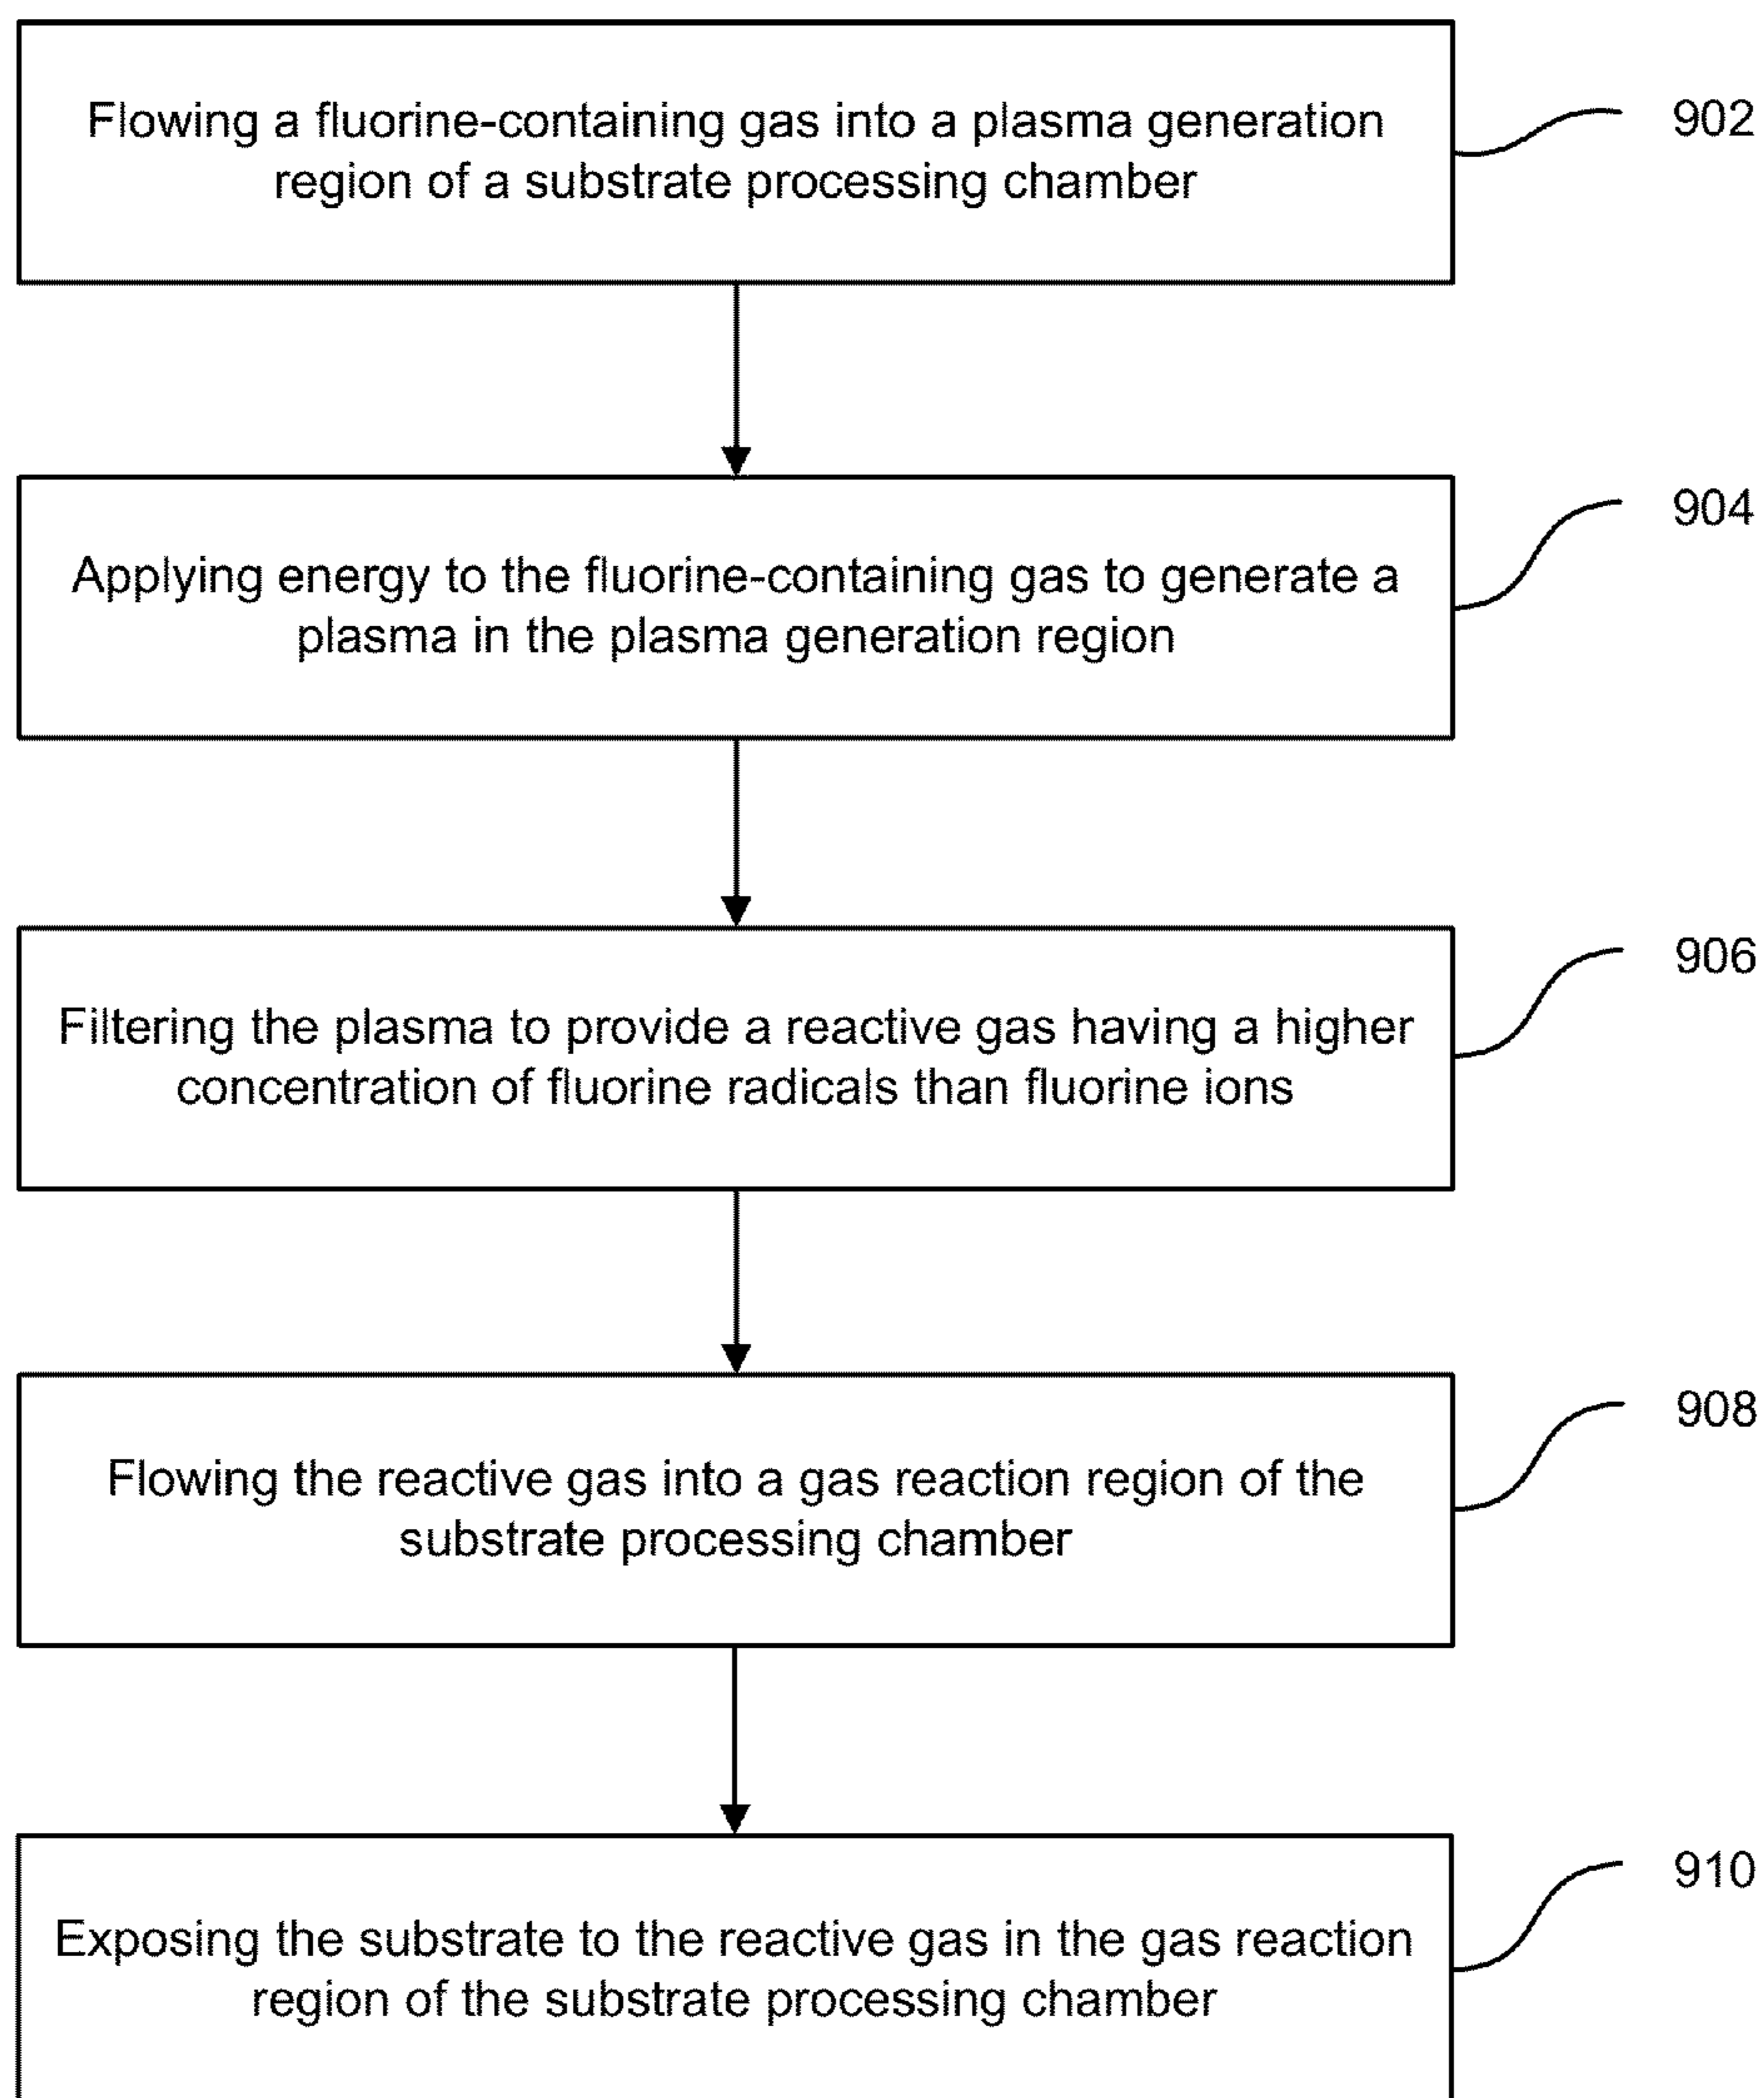 Flowing a fluorine-containing gas into a plasma generation
region of a substrate processing chamber
902
Applying energy to the fluorine-containing gas to generate a
plasma in the plasma generation region
904
Filtering the plasma to provide a reactive gas having a higher
concentration of fluorine radicals than fluorine ions
906
Flowing the reactive gas into a gas reaction region of the
substrate processing chamber
908
Exposing the substrate to the reactive gas in the gas reaction
region of the substrate processing chamber
910